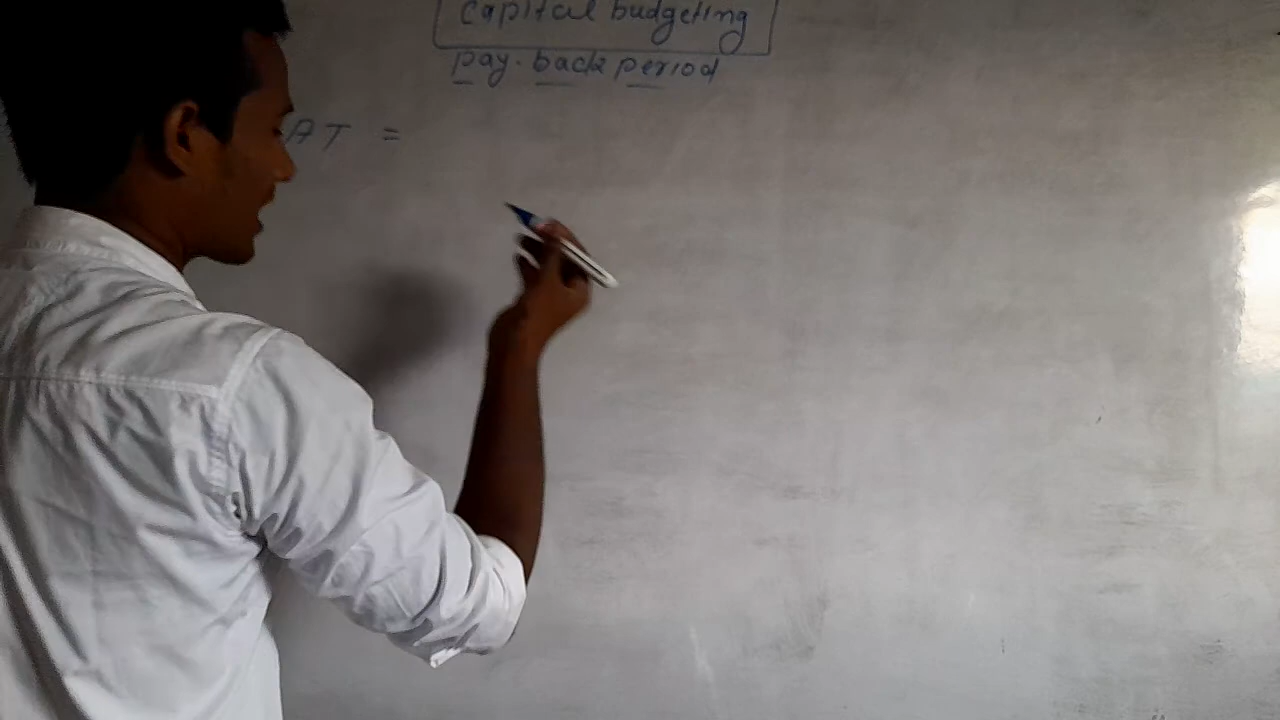 Capital budgeting
pay-back period
AT =